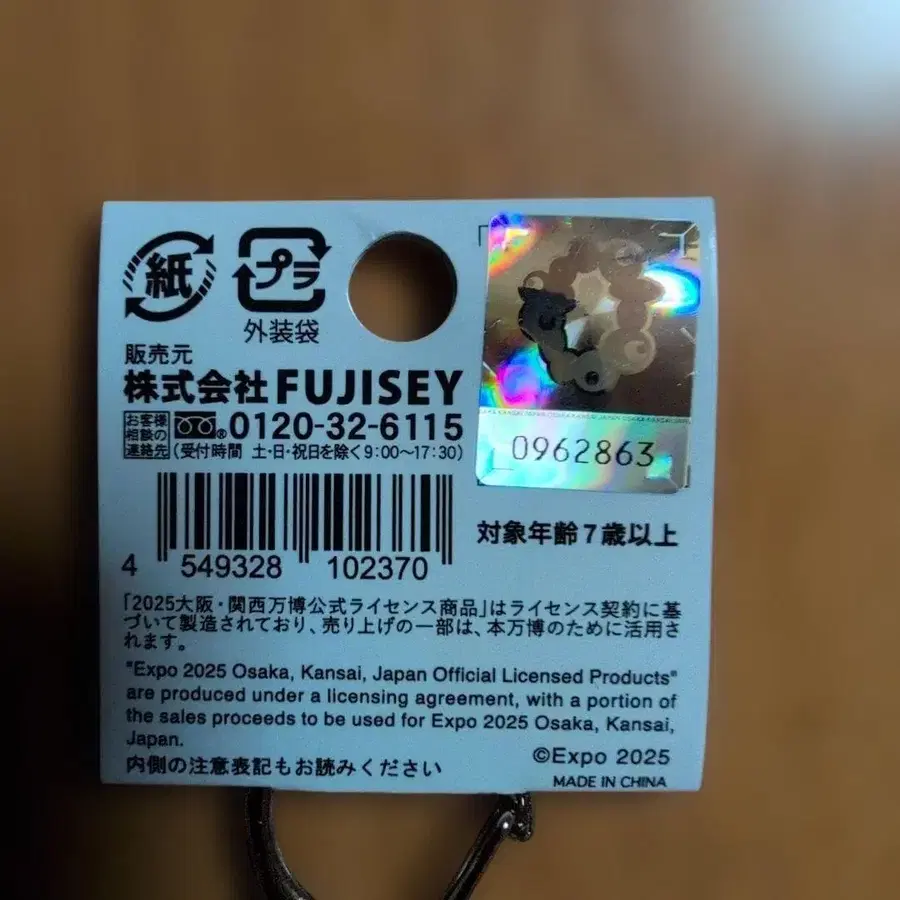 紙
プラ
外装袋
販売元
株式会社FUJISEY
お客様
相談の
連絡先
0120-32-6115
(受付時間 土・日・祝日を除く9:00〜17:30)
0962863
対象年齢7歳以上
4 549328 102370
「2025大阪・関西万博公式ライセンス商品」はライセンス契約に基
づいて製造されており、売り上げの一部は、本万博のために活用さ
れます。
"Expo 2025 Osaka, Kansai, Japan Official Licensed Products"
are produced under a licensing agreement, with a portion of
the sales proceeds to be used for Expo 2025 Osaka, Kansai,
Japan.
©Expo 2025
内側の注意表記もお読みください
MADE IN CHINA